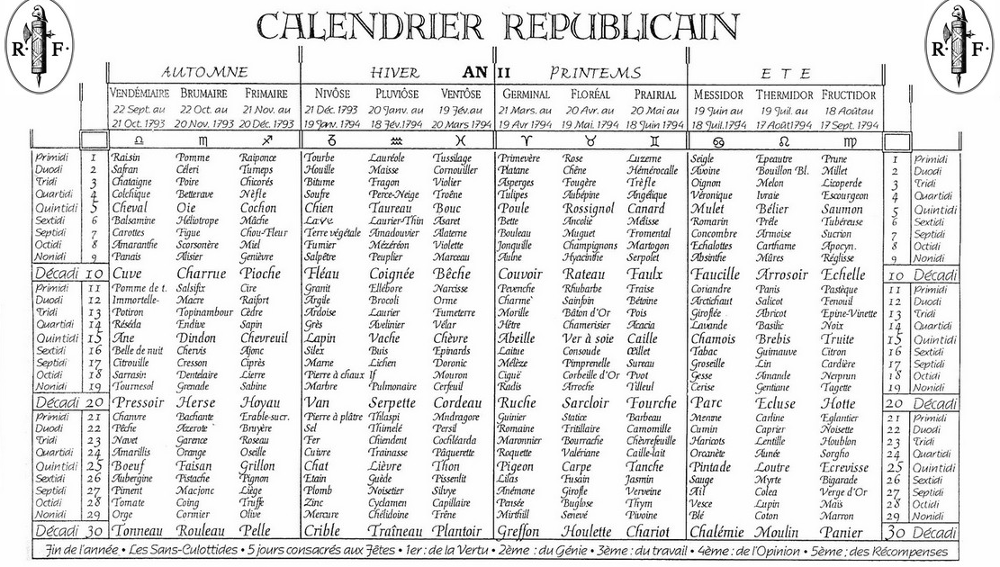 CALENDRIER REPUBLICAIN
R· F·
R· F·
AUTOMNE HIVER AN II PRINTEMS ETE
VENDÉMIAIRE BRUMAIRE FRIMAIRE NIVÔSE PLUVIÔSE VENTÔSE GERMINAL FLORÉAL PRAIRIAL MESSIDOR THERMIDOR FRUCTIDOR
22 Sept. au 22 Oct. au 21 Nov. au 21 Déc. 1793 20 Janv. au 19 Fév. au 21 Mars. au 20 Avr. au 20 Mai au 19 Juin au 19 Juil. au 18 Août au
21 Oct. 1793 20 Nov. 1793 20 Déc. 1793 19 Janv. 1794 18 Fév. 1794 20 Mars 1794 19 Avr 1794 19 Mai. 1794 18 Juin 1794 18 Juil. 1794 17 Août 1794 17 Sept. 1794
♎ ♏ ♐ ♑ ♒ ♓ ♈ ♉ ♊ ♋ ♌ ♍
Primidi 1 Raisin Pomme Raiponce Tourbe Lauréole Tussilage Primevère Rose Luzerne Seigle Epeautre Prune 1 Primidi
Duodi 2 Safran Céleri Turneps Houille Maisse Cornouiller Platane Chêne Hémérocalle Avoine Bouillon Bl. Millet 2 Duodi
Tridi 3 Chataigne Poire Chicorés Bitume Fragon Violier Asperges Fougère Trèfle Oignon Melon Licoperde 3 Tridi
Quartidi 4 Colchique Betterave Nèfle Soufre Perce-Neige Troêne Tulipes Aubépine Angélique Véronique Ivraie Escourgeon 4 Quartidi
Quintidi 5 Cheval Oie Cochon Chien Taureau Bouc Poule Rossignol Canard Mulet Bélier Saumon 5 Quintidi
Sextidi 6 Balsamine Héliotrope Mâche Laurier-Thin Asaret Bette Ancolie Mélisse Romarin Prêle Tubéreuse 6 Sextidi
Septidi 7 Carottes Figue Chou-Fleur Terre végétale Amadouvier Alaterne Bouleau Muguet Fromental Concombre Armoise Sucrion 7 Septidi
Octidi 8 Amaranthe Scorsonère Miel Fumier Mézéréon Violette Jonquille Champignons Martogon Echalottes Carthame Apocyn. 8 Octidi
Nonidi 9 Panais Alisier Genièvre Salpêtre Peuplier Marceau Aulne Hyacinthe Serpolet Absinthe Mûres Réglisse 9 Nonidi
Décadi 10 Cuve Charrue Pioche Fléau Coignée Bêche Couvoir Rateau Faulx Faucille Arrosoir Echelle 10 Décadi
Primidi 11 Pomme de t. Salsifix Cire Granit Ellébore Narcisse Pevenche Rhubarbe Fraise Coriandre Panis Pastèque 11 Primidi
Duodi 12 Immortelle- Macre Raifort Argile Brocoli Orme Charme Sainfoin Bétoine Arctichaut Salicot Fenouil 12 Duodi
Tridi 13 Potiron Topinambour Cèdre Ardoise Laurier Fumeterre Morille Bâton d'Or Pois Giroflée Abricot Epine-Vinette 13 Tridi
Quartidi 14 Réséda Endive Sapin Grès Avelinier Vélar Hêtre Chamerisier Acacia Lavande Basilic Noix 14 Quartidi
Quintidi 15 Ane Dindon Chevreuil Lapin Vache Chèvre Abeille Ver à soie Caille Chamois Brebis Truite 15 Quintidi
Sextidi 16 Belle de nuit Chervis Ajonc Silex Buis Epinards Laitue Consoude Œillet Tabac Guimauve Citron 16 Sextidi
Septidi 17 Citrouille Cresson Ciprès Marne Lichen Doronic Mélèze Pimprenelle Sureau Groseille Lin Cardière 17 Septidi
Octidi 18 Sarrasin Dentelaire Lierre Pierre à chaux If Mouron Ciguë Corbeille d'Or Pvot Gesse Amande Nerprun 18 Octidi
Nonidi 19 Tournesol Grenade Sabine Marbre Pulmonaire Cerfeuil Radis Arroche Tilleul Cerise Gentiane Tagette 19 Nonidi
Décadi 20 Pressoir Herse Hoyau Van Serpette Cordeau Ruche Sarcloir Fourche Parc Ecluse Hotte 20 Décadi
Primidi 21 Chanvre Bachante Erable-sucr. Pierre à plâtre Thlaspi Mndragore Guinier Statice Barbeau Menme Carline Eglantier 21 Primidi
Duodi 22 Pêche Azerote Bruyère Sel Thimelé Persil Romaine Fritillaire Camomille Cumin Caprier Noisette 22 Duodi
Tridi 23 Navet Garence Roseau Fer Chiendent Cochléarda Maronnier Bourrache Chèvrefeuille Haricots Lentille Houblon 23 Tridi
Quartidi 24 Amarillis Orange Oseille Cuivre Trainasse Pâquerette Roquette Valériane Caille-lait Orcanète Aunée Sorgho 24 Quartidi
Quintidi 25 Boeuf Faisan Grillon Chat Lièvre Thon Pigeon Carpe Tanche Pintade Loutre Ecrevisse 25 Quintidi
Sextidi 26 Aubergine Pistache Pignon Etain Guède Pissenlit Lilas Fusain Jasmin Sauge Myrte Bigarade 26 Sextidi
Septidi 27 Piment Macjonc Liège Plomb Noisetier Silvye Anémone Girofle Verveine Ail Colea Verge d'Or 27 Septidi
Octidi 28 Tomate Coing Truffe Zinc Cyclamen Capillaire Pensée Buglose Thym Vesce Lupin Maïs 28 Octidi
Nonidi 29 Orge Cormier Olive Mercure Chélidoine Frêne Mirthill Senevé Pivoine Blé Coton Marron 29 Nonidi
Décadi 30 Tonneau Rouleau Pelle Crible Traîneau Plantoir Greffon Houlette Chariot Chalémie Moulin Panier 30 Décadi
Fin de l'année • Les Sans-Culottides • 5 jours consacrés aux Fêtes • 1er : de la Vertu • 2ème : du Génie • 3ème : du travail • 4ème : de l'Opinion • 5ème : des Récompenses